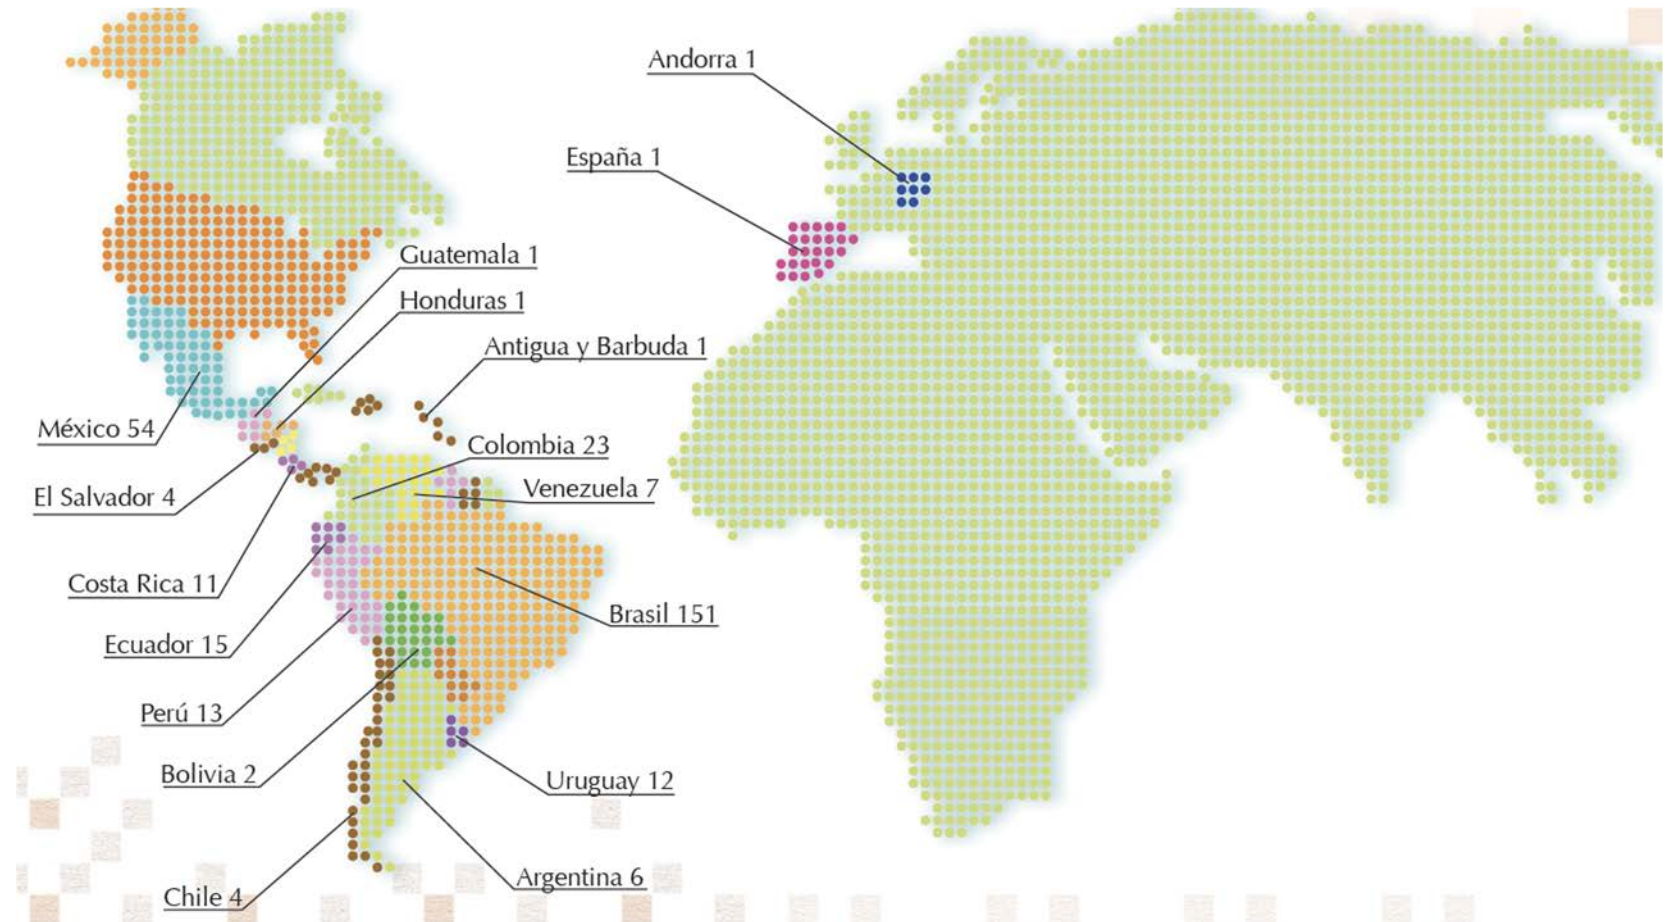 Andorra 1
España 1
Guatemala 1
Honduras 1
Antigua y Barbuda 1
México 54
Colombia 23
El Salvador 4
Venezuela 7
Costa Rica 11
Brasil 151
Ecuador 15
Perú 13
Bolivia 2
Uruguay 12
Argentina 6
Chile 4